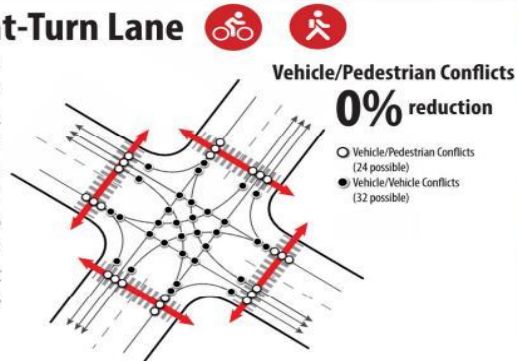 t-Turn Lane
Vehicle/Pedestrian Conflicts
0% reduction
Vehicle/Pedestrian Conflicts
(24 possible)
Vehicle/Vehicle Conflicts
(32 possible)